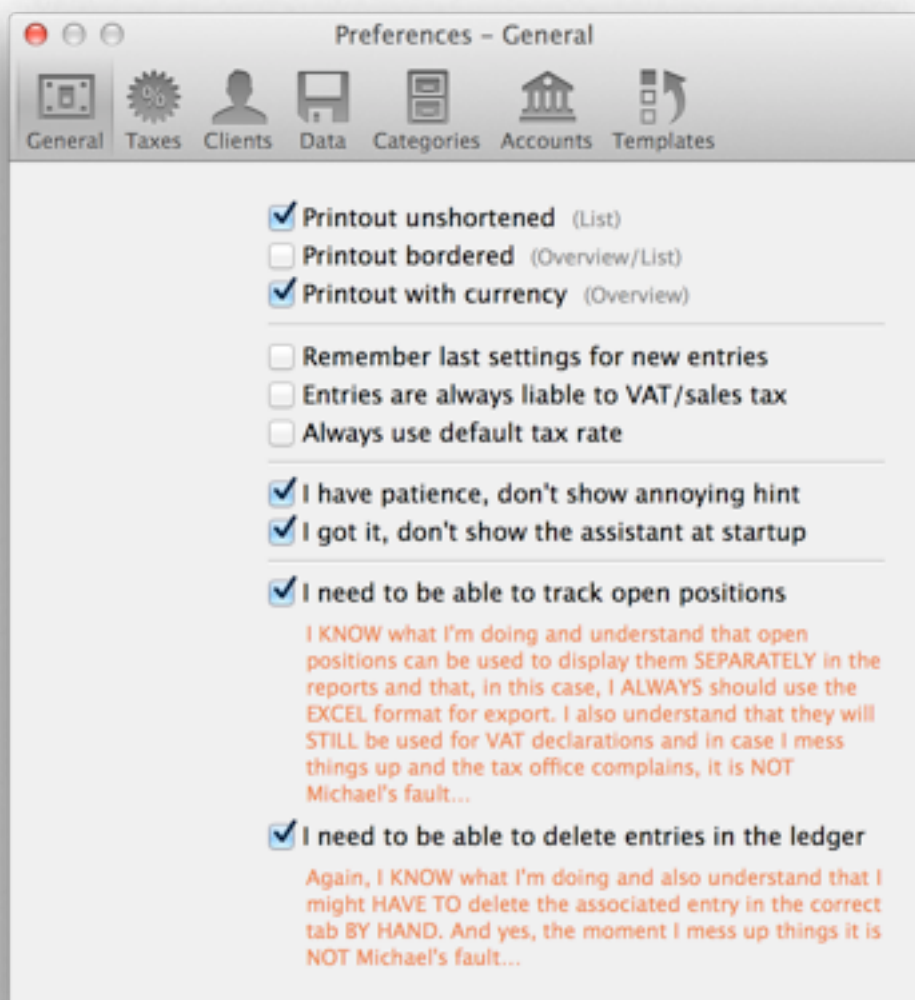 Preferences – General
General Taxes Clients Data Categories Accounts Templates
Printout unshortened (List)
Printout bordered (Overview/List)
Printout with currency (Overview)
Remember last settings for new entries
Entries are always liable to VAT/sales tax
Always use default tax rate
I have patience, don't show annoying hint
I got it, don't show the assistant at startup
I need to be able to track open positions
I KNOW what I'm doing and understand that open
positions can be used to display them SEPARATELY in the
reports and that, in this case, I ALWAYS should use the
EXCEL format for export. I also understand that they will
STILL be used for VAT declarations and in case I mess
things up and the tax office complains, it is NOT
Michael's fault...
I need to be able to delete entries in the ledger
Again, I KNOW what I'm doing and also understand that I
might HAVE TO delete the associated entry in the correct
tab BY HAND. And yes, the moment I mess up things it is
NOT Michael's fault...